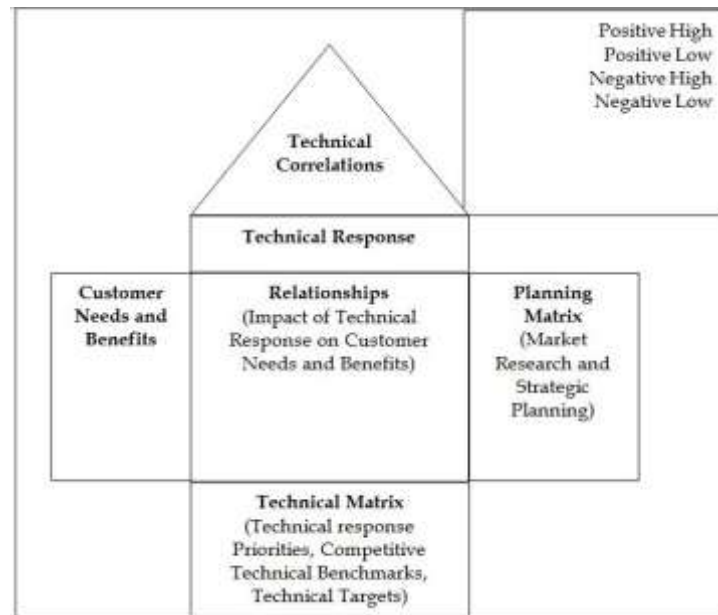 Positive High
Positive Low
Negative High
Negative Low
Technical
Correlations
Technical Response
Customer
Needs and
Benefits
Relationships
(Impact of Technical
Response on Customer
Needs and Benefits)
Planning
Matrix
(Market
Research and
Strategic
Planning)
Technical Matrix
(Technical response
Priorities, Competitive
Technical Benchmarks,
Technical Targets)